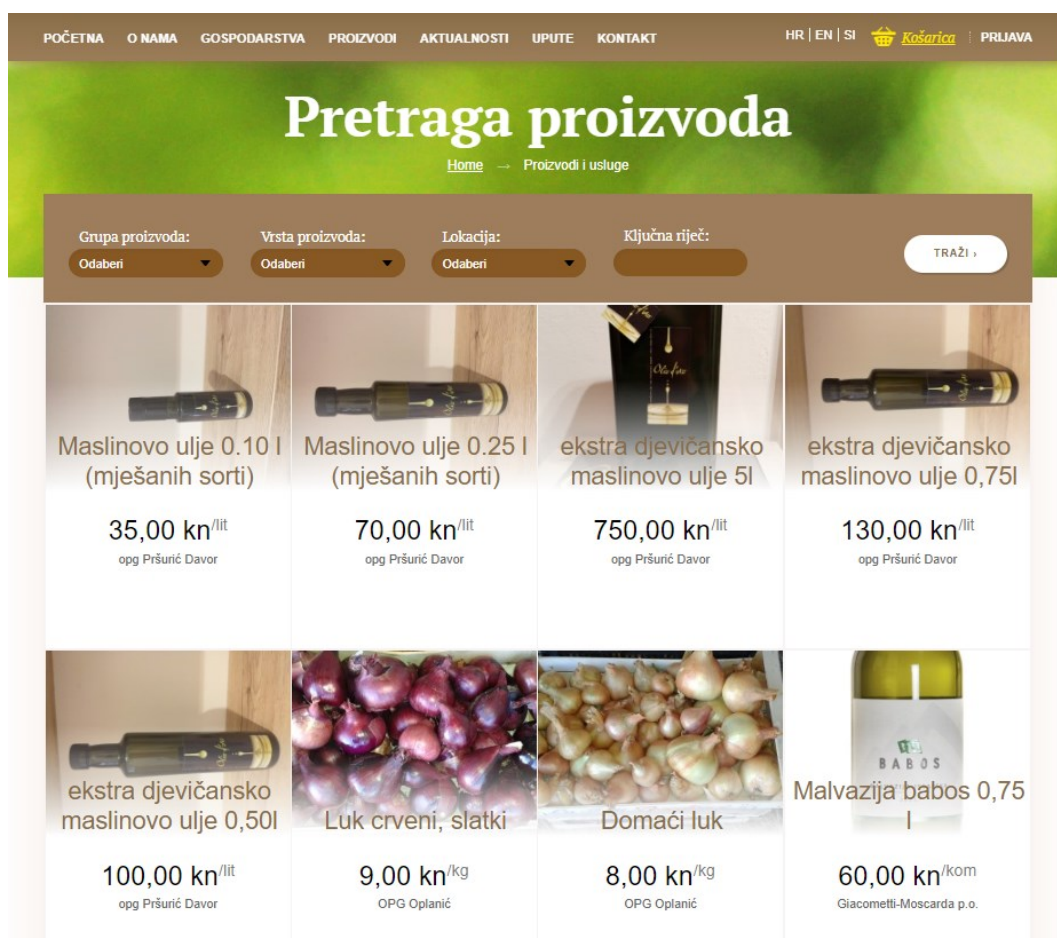 POČETNA O NAMA GOSPODARSTVA PROIZVODI AKTUALNOSTI UPUTE KONTAKT HR | EN | SI Košarica PRIJAVA
Pretraga proizvoda
Home → Proizvodi i usluge
Grupa proizvoda: Vrsta proizvoda: Lokacija: Ključna riječ:
Odaberi Odaberi Odaberi TRAŽI ›
Maslinovo ulje 0.10 l
(mješanih sorti)
35,00 kn/lit
opg Pršurić Davor
Maslinovo ulje 0.25 l
(mješanih sorti)
70,00 kn/lit
opg Pršurić Davor
ekstra djevičansko
maslinovo ulje 5l
750,00 kn/lit
opg Pršurić Davor
ekstra djevičansko
maslinovo ulje 0,75l
130,00 kn/lit
opg Pršurić Davor
ekstra djevičansko
maslinovo ulje 0,50l
100,00 kn/lit
opg Pršurić Davor
Luk crveni, slatki
9,00 kn/kg
OPG Oplanić
Domaći luk
8,00 kn/kg
OPG Oplanić
BABOS
Malvazija babos 0,75
l
60,00 kn/kom
Giacometti-Moscarda p.o.